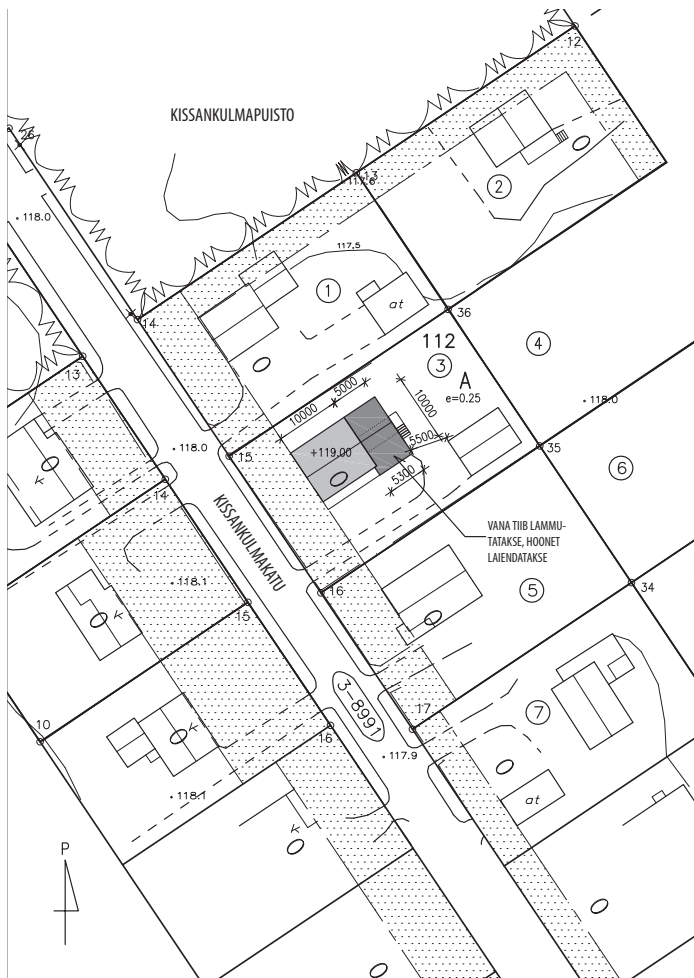 12
KISSANKULMAPUISTO
26
13
117.6
2
118.0
117.5
1
at
14
36
112
3
4
13
A
e=0.25
5000
10000
10000
118.0
118.0
15
+119.00
5500
35
6
K
14
5300
KISSANKULMAKATU
VANA TIIB LAMMU-
TATAKSE, HOONET
LAIENDATAKSE
118.1
16
5
34
15
K
3-8991
17
7
10
K
16
117.9
118.1
at
K
P